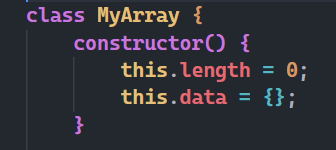 class MyArray {
    constructor() {
        this.length = 0;
        this.data = {};
    }